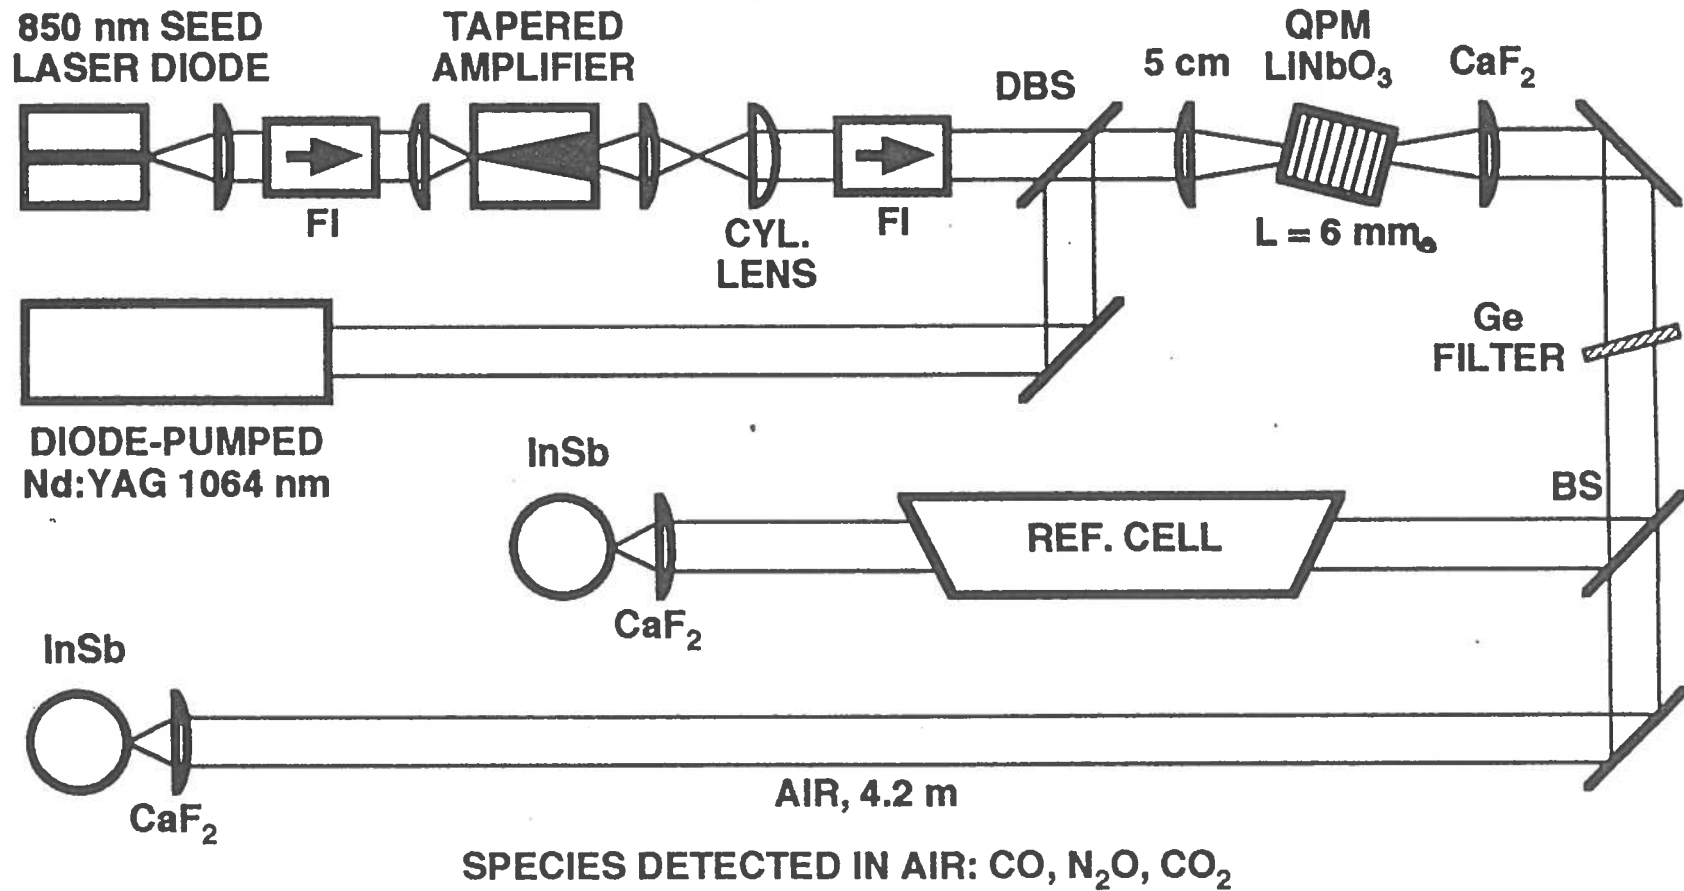 850 nm SEED
LASER DIODE
TAPERED
AMPLIFIER
DBS
5 cm
QPM
LiNbO₃
CaF₂
FI
CYL.
LENS
FI
L = 6 mm
Ge
FILTER
DIODE-PUMPED
Nd:YAG 1064 nm
InSb
BS
REF. CELL
CaF₂
InSb
AIR, 4.2 m
CaF₂
SPECIES DETECTED IN AIR: CO, N₂O, CO₂